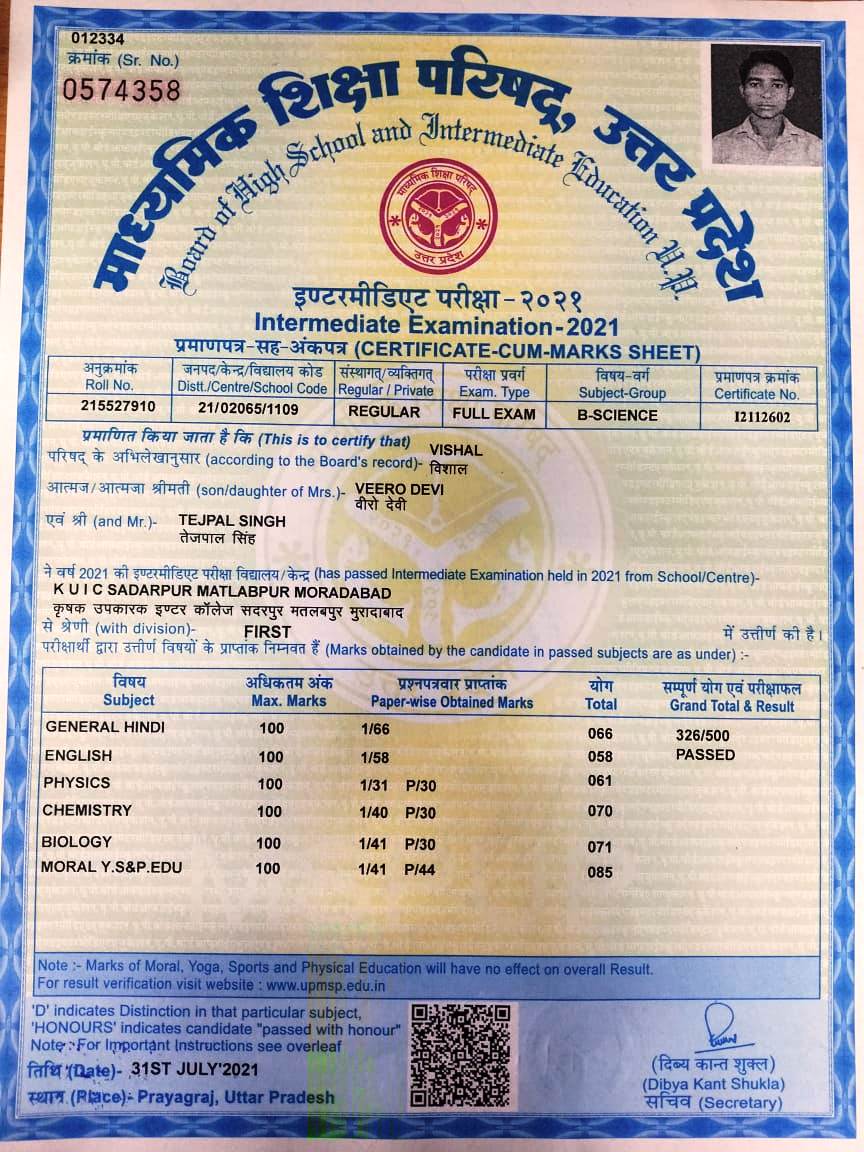 012334
क्रमांक (Sr. No.)
0574358
माध्यमिक शिक्षा परिषद्, उत्तर प्रदेश
Board of High School and Intermediate Education U.P.
माध्यमिक शिक्षा परिषद्
उत्तर प्रदेश
इण्टरमीडिएट परीक्षा - २०२१
Intermediate Examination - 2021
प्रमाणपत्र-सह-अंकपत्र (CERTIFICATE-CUM-MARKS SHEET)
अनुक्रमांक जनपद/केन्द्र/विद्यालय कोड संस्थागत्/व्यक्तिगत् परीक्षा प्रवर्ग विषय-वर्ग प्रमाणपत्र क्रमांक
Roll No. Distt./Centre/School Code Regular / Private Exam. Type Subject-Group Certificate No.
215527910 21/02065/1109 REGULAR FULL EXAM B-SCIENCE I2112602
प्रमाणित किया जाता है कि (This is to certify that)
परिषद् के अभिलेखानुसार (according to the Board's record)- VISHAL
विशाल
आत्मज/आत्मजा श्रीमती (son/daughter of Mrs.)- VEERO DEVI
वीरो देवी
एवं श्री (and Mr.)- TEJPAL SINGH
तेजपाल सिंह
ने वर्ष 2021 की इण्टरमीडिएट परीक्षा विद्यालय/केन्द्र (has passed Intermediate Examination held in 2021 from School/Centre)-
K U I C SADARPUR MATLABPUR MORADABAD
कृषक उपकारक इण्टर कॉलेज सदरपुर मतलबपुर मुरादाबाद
से श्रेणी (with division)- FIRST में उत्तीर्ण की है।
परीक्षार्थी द्वारा उत्तीर्ण विषयों के प्राप्तांक निम्नवत हैं (Marks obtained by the candidate in passed subjects are as under) :-
विषय अधिकतम अंक प्रश्नपत्रवार प्राप्तांक योग सम्पूर्ण योग एवं परीक्षाफल
Subject Max. Marks Paper-wise Obtained Marks Total Grand Total & Result
GENERAL HINDI 100 1/66 066 326/500
ENGLISH 100 1/58 058 PASSED
PHYSICS 100 1/31 P/30 061
CHEMISTRY 100 1/40 P/30 070
BIOLOGY 100 1/41 P/30 071
MORAL Y.S&P.EDU 100 1/41 P/44 085
Note :- Marks of Moral, Yoga, Sports and Physical Education will have no effect on overall Result.
For result verification visit website : www.upmsp.edu.in
'D' indicates Distinction in that particular subject,
'HONOURS' indicates candidate "passed with honour"
Note :- For Important Instructions see overleaf
तिथि (Date)- 31ST JULY'2021
स्थान (Place)- Prayagraj, Uttar Pradesh
(दिब्य कान्त शुक्ल)
(Dibya Kant Shukla)
सचिव (Secretary)